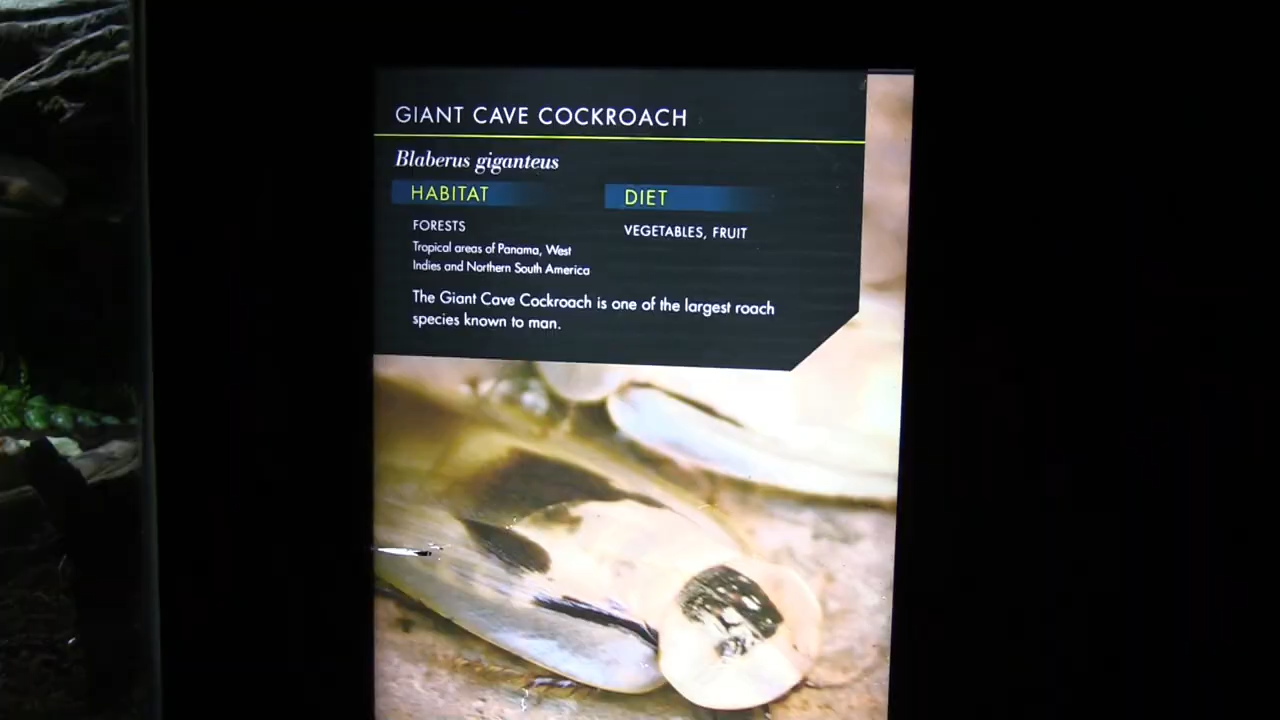 GIANT CAVE COCKROACH
Blaberus giganteus
HABITAT
FORESTS
Tropical areas of Panama, West
Indies and Northern South America
DIET
VEGETABLES, FRUIT
The Giant Cave Cockroach is one of the largest roach
species known to man.